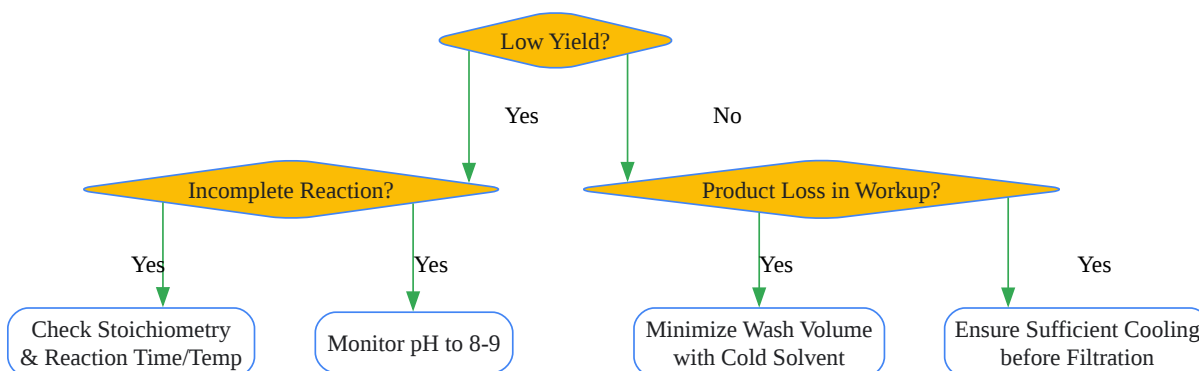 Low Yield?
Yes
No
Incomplete Reaction?
Product Loss in Workup?
Yes
Yes
Yes
Yes
Check Stoichiometry
& Reaction Time/Temp
Monitor pH to 8-9
Minimize Wash Volume
with Cold Solvent
Ensure Sufficient Cooling
before Filtration